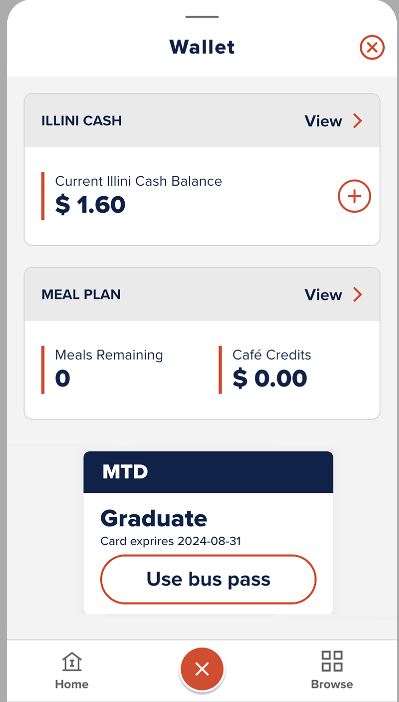 Wallet
ILLINI CASH
View
Current Illini Cash Balance
$ 1.60
MEAL PLAN
View
Meals Remaining
Café Credits
0
$ 0.00
MTD
Graduate
Card exprires 2024-08-31
Use bus pass
Home
Browse